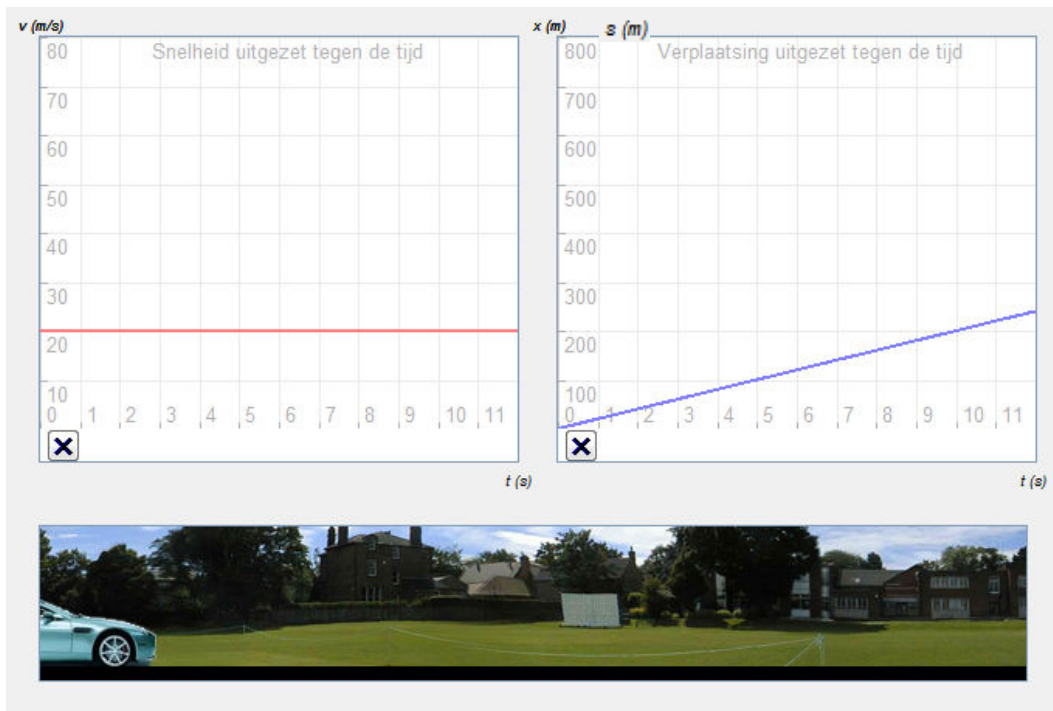 v (m/s)
80
Snelheid uitgezet tegen de tijd
70
60
50
40
30
20
10
0 1 2 3 4 5 6 7 8 9 10 11
t (s)
x (m) s (m)
800
Verplaatsing uitgezet tegen de tijd
700
600
500
400
300
200
100
0 1 2 3 4 5 6 7 8 9 10 11
t (s)